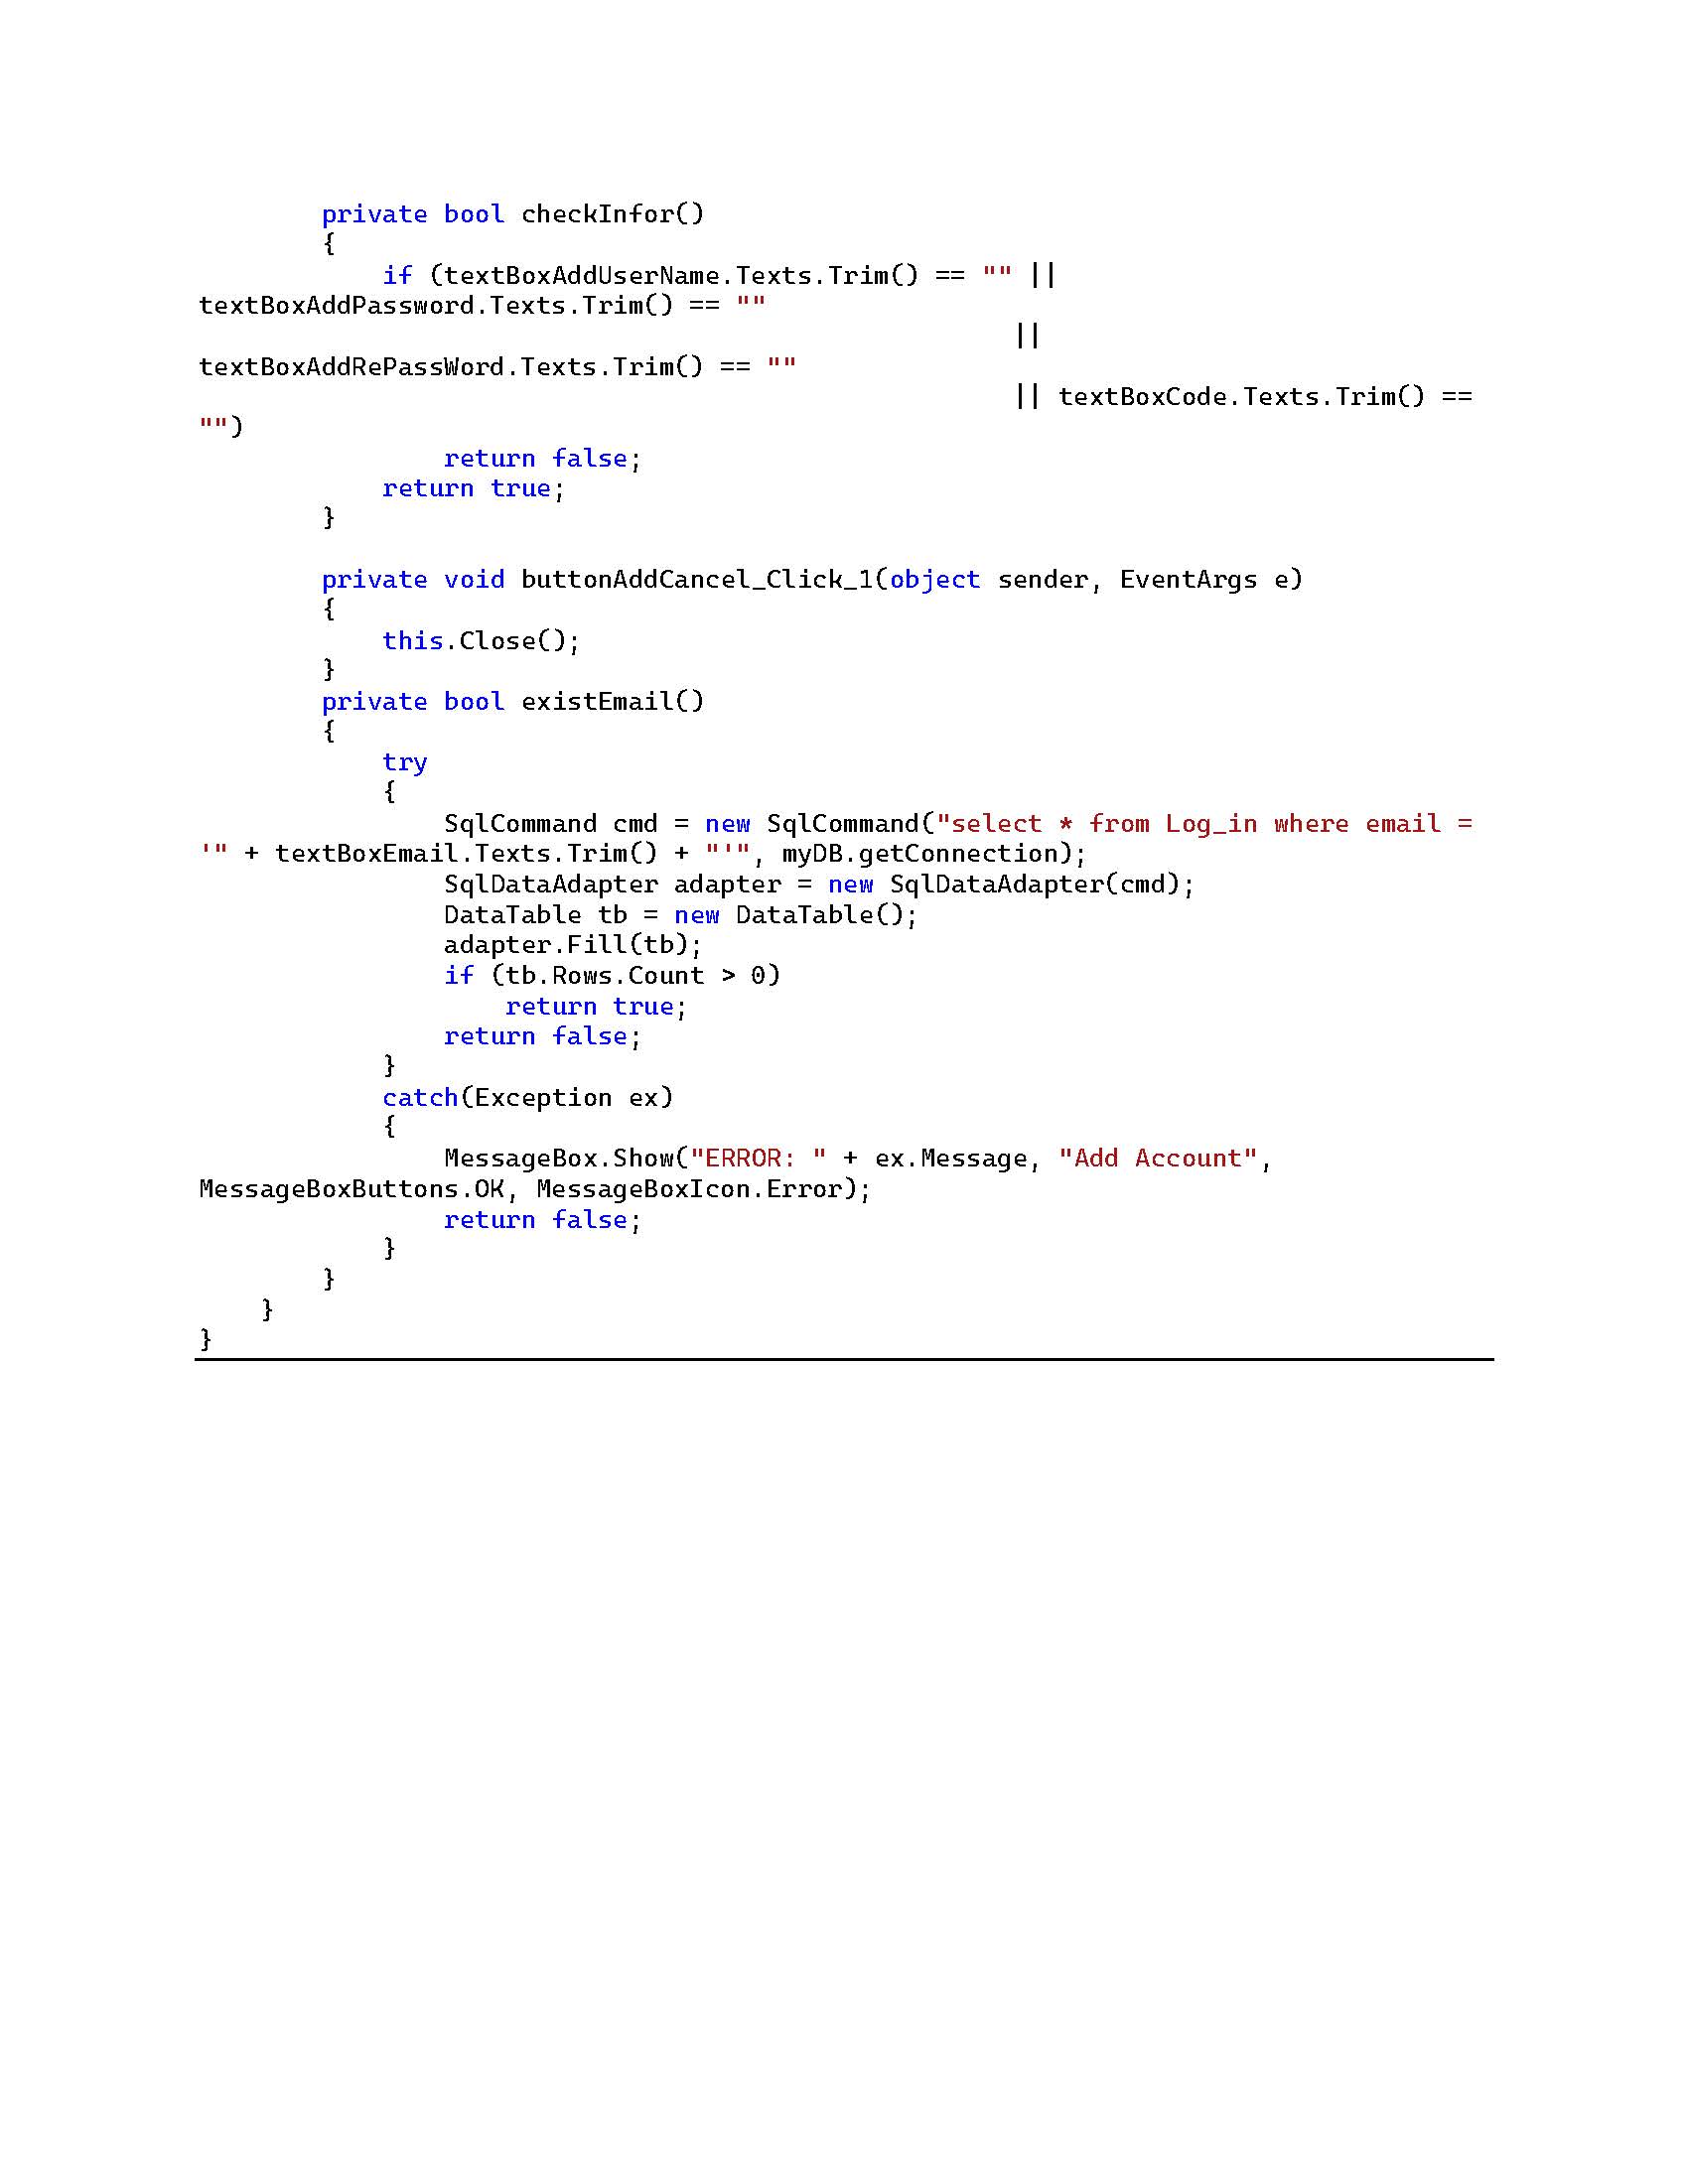 private bool checkInfor()
{
if (textBoxAddUserName.Texts.Trim() == "" ||
textBoxAddPassword.Texts.Trim() == ""
||
textBoxAddRePassWord.Texts.Trim() == ""
|| textBoxCode.Texts.Trim() ==
"")
return false;
return true;
}
private void buttonAddCancel_Click_1(object sender, EventArgs e)
{
this.Close();
}
private bool existEmail()
{
try
{
SqlCommand cmd = new SqlCommand("select * from Log_in where email =
'" + textBoxEmail.Texts.Trim() + "'", myDB.getConnection);
SqlDataAdapter adapter = new SqlDataAdapter(cmd);
DataTable tb = new DataTable();
adapter.Fill(tb);
if (tb.Rows.Count > 0)
return true;
return false;
}
catch(Exception ex)
{
MessageBox.Show("ERROR: " + ex.Message, "Add Account",
MessageBoxButtons.OK, MessageBoxIcon.Error);
return false;
}
}
}
}